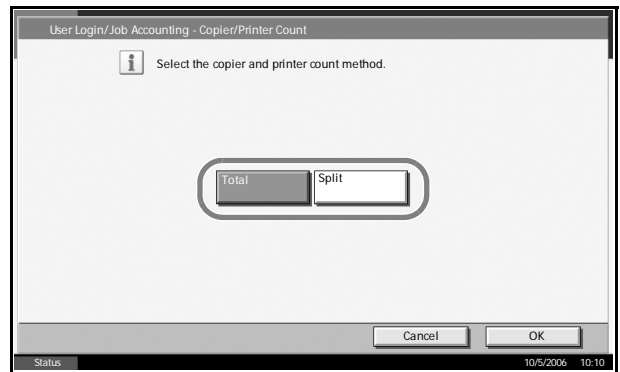 User Login/Job Accounting - Copier/Printer Count
Select the copier and printer count method.
Total
Split
Cancel
OK
Status
10/5/2006 10:10